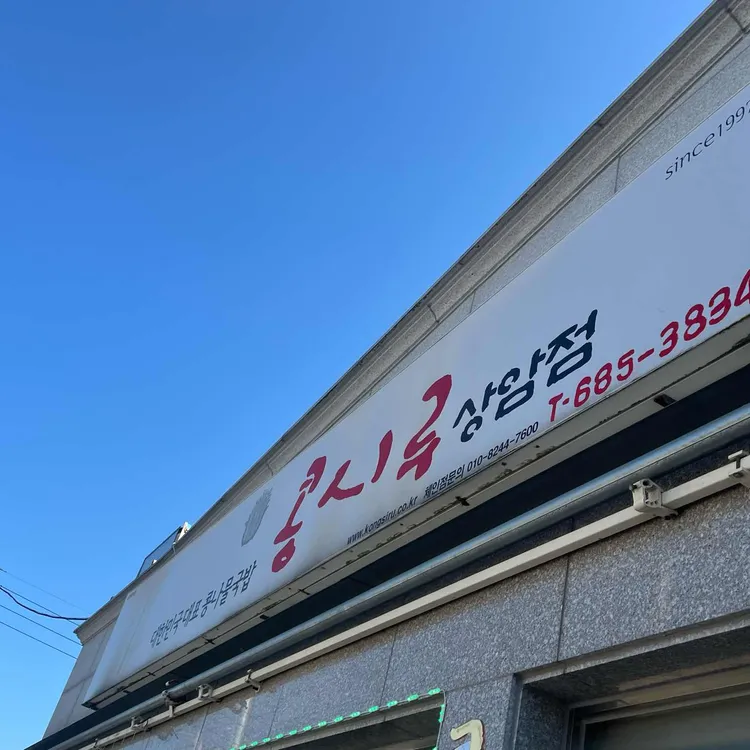 since1997
대한민국 대표 콩나물국밥
콩시루 상암점
T·685-3834
www.kongsiru.co.kr 체인점문의 010-8244-7600